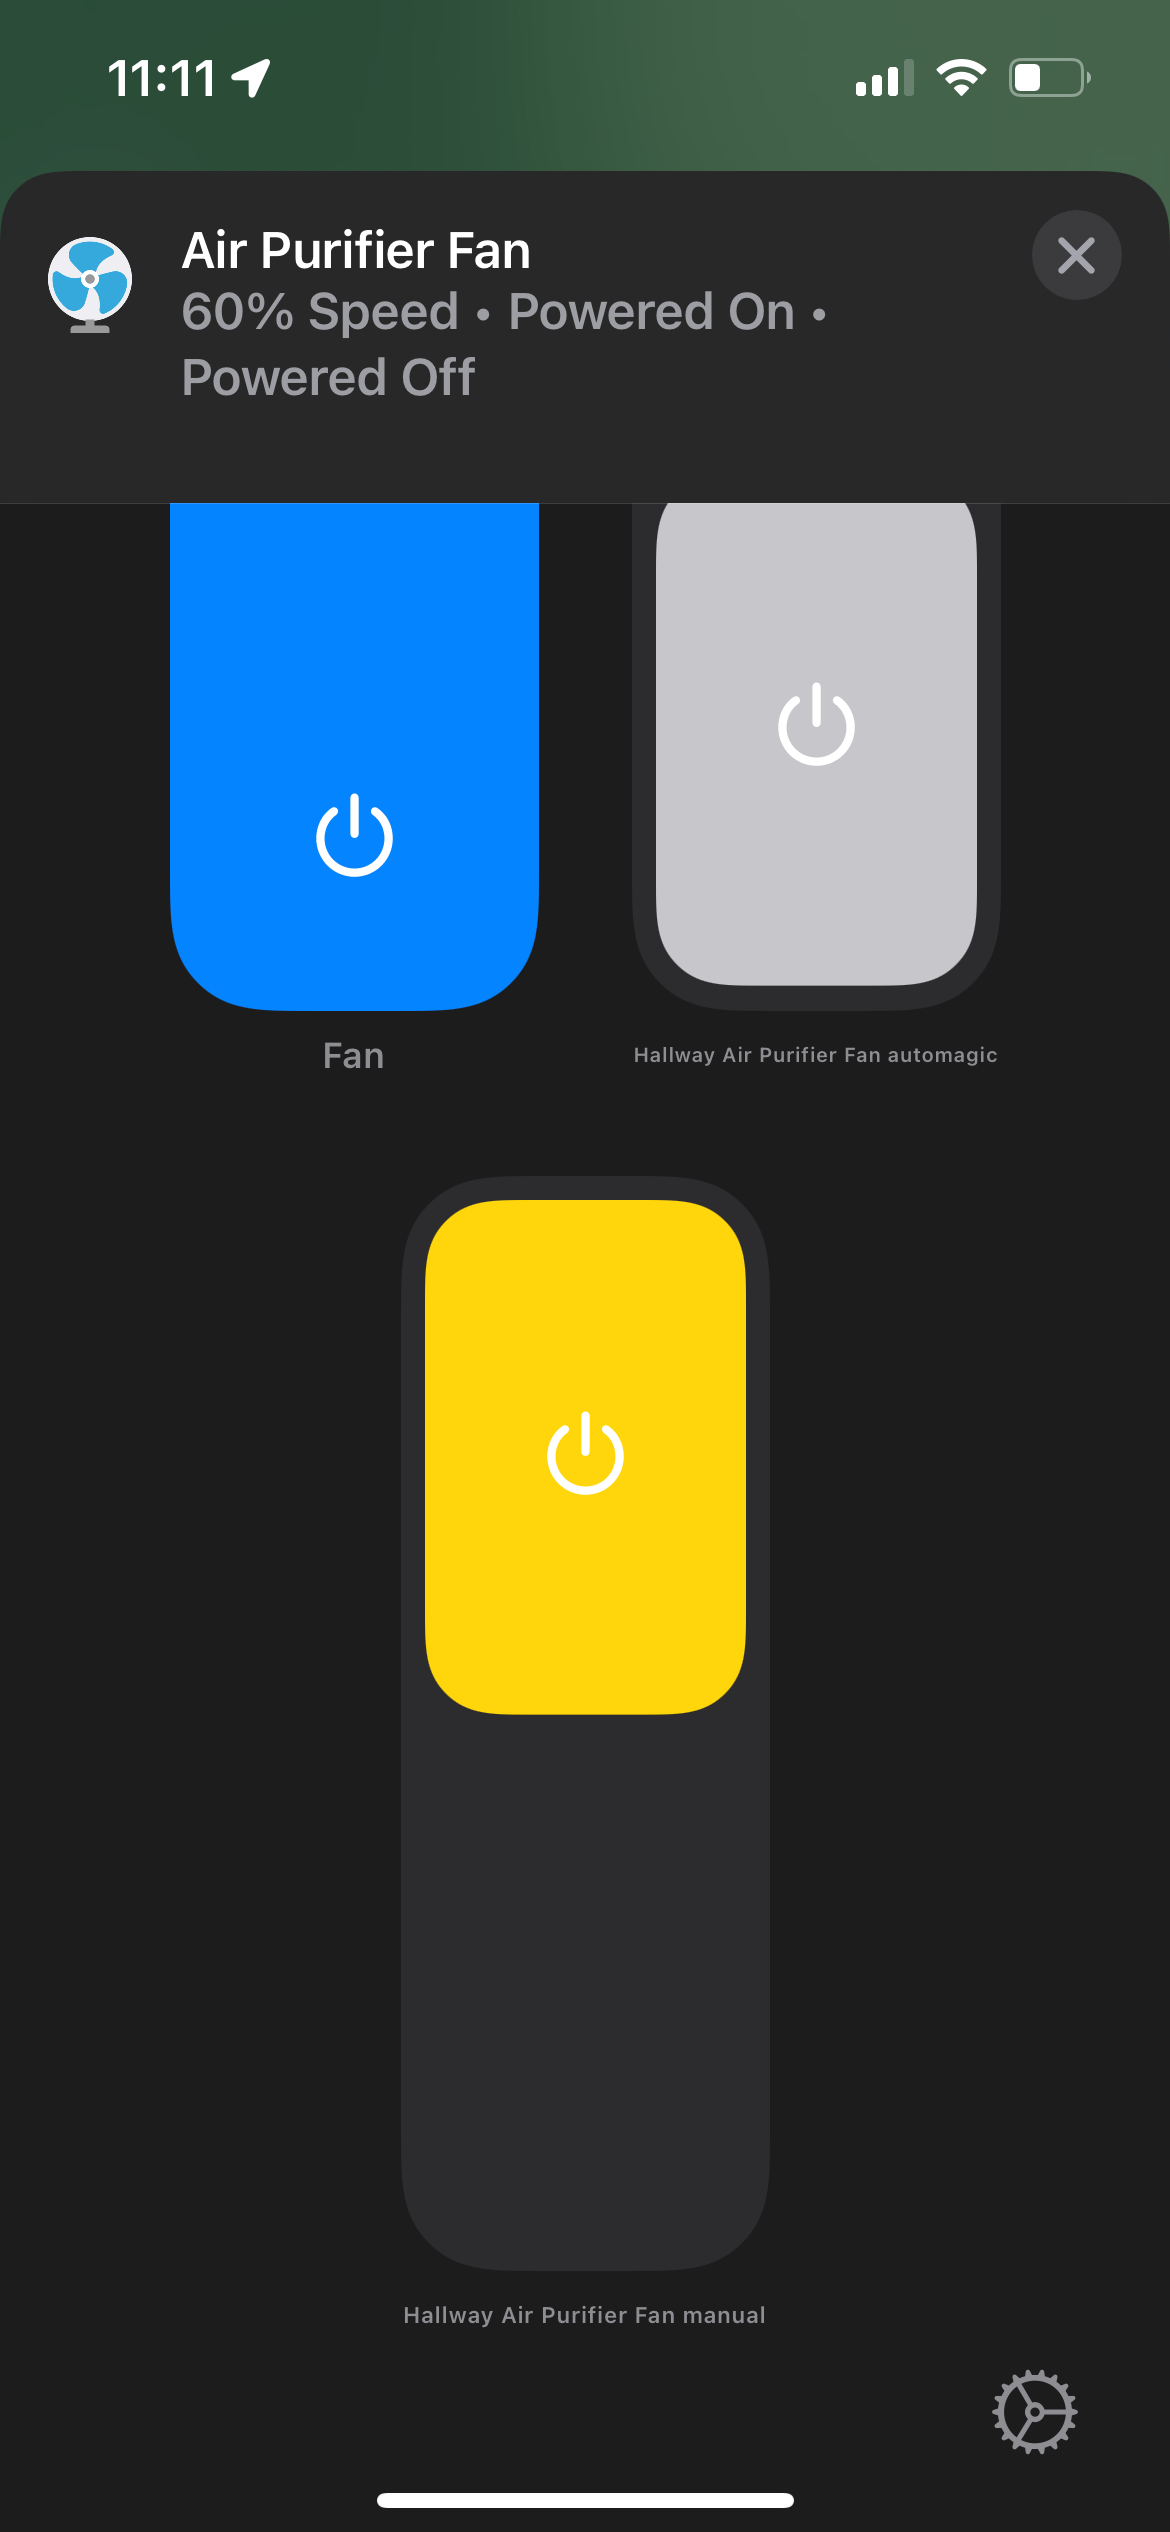 11:11
Air Purifier Fan
60% Speed • Powered On •
Powered Off
Fan
Hallway Air Purifier Fan automagic
Hallway Air Purifier Fan manual